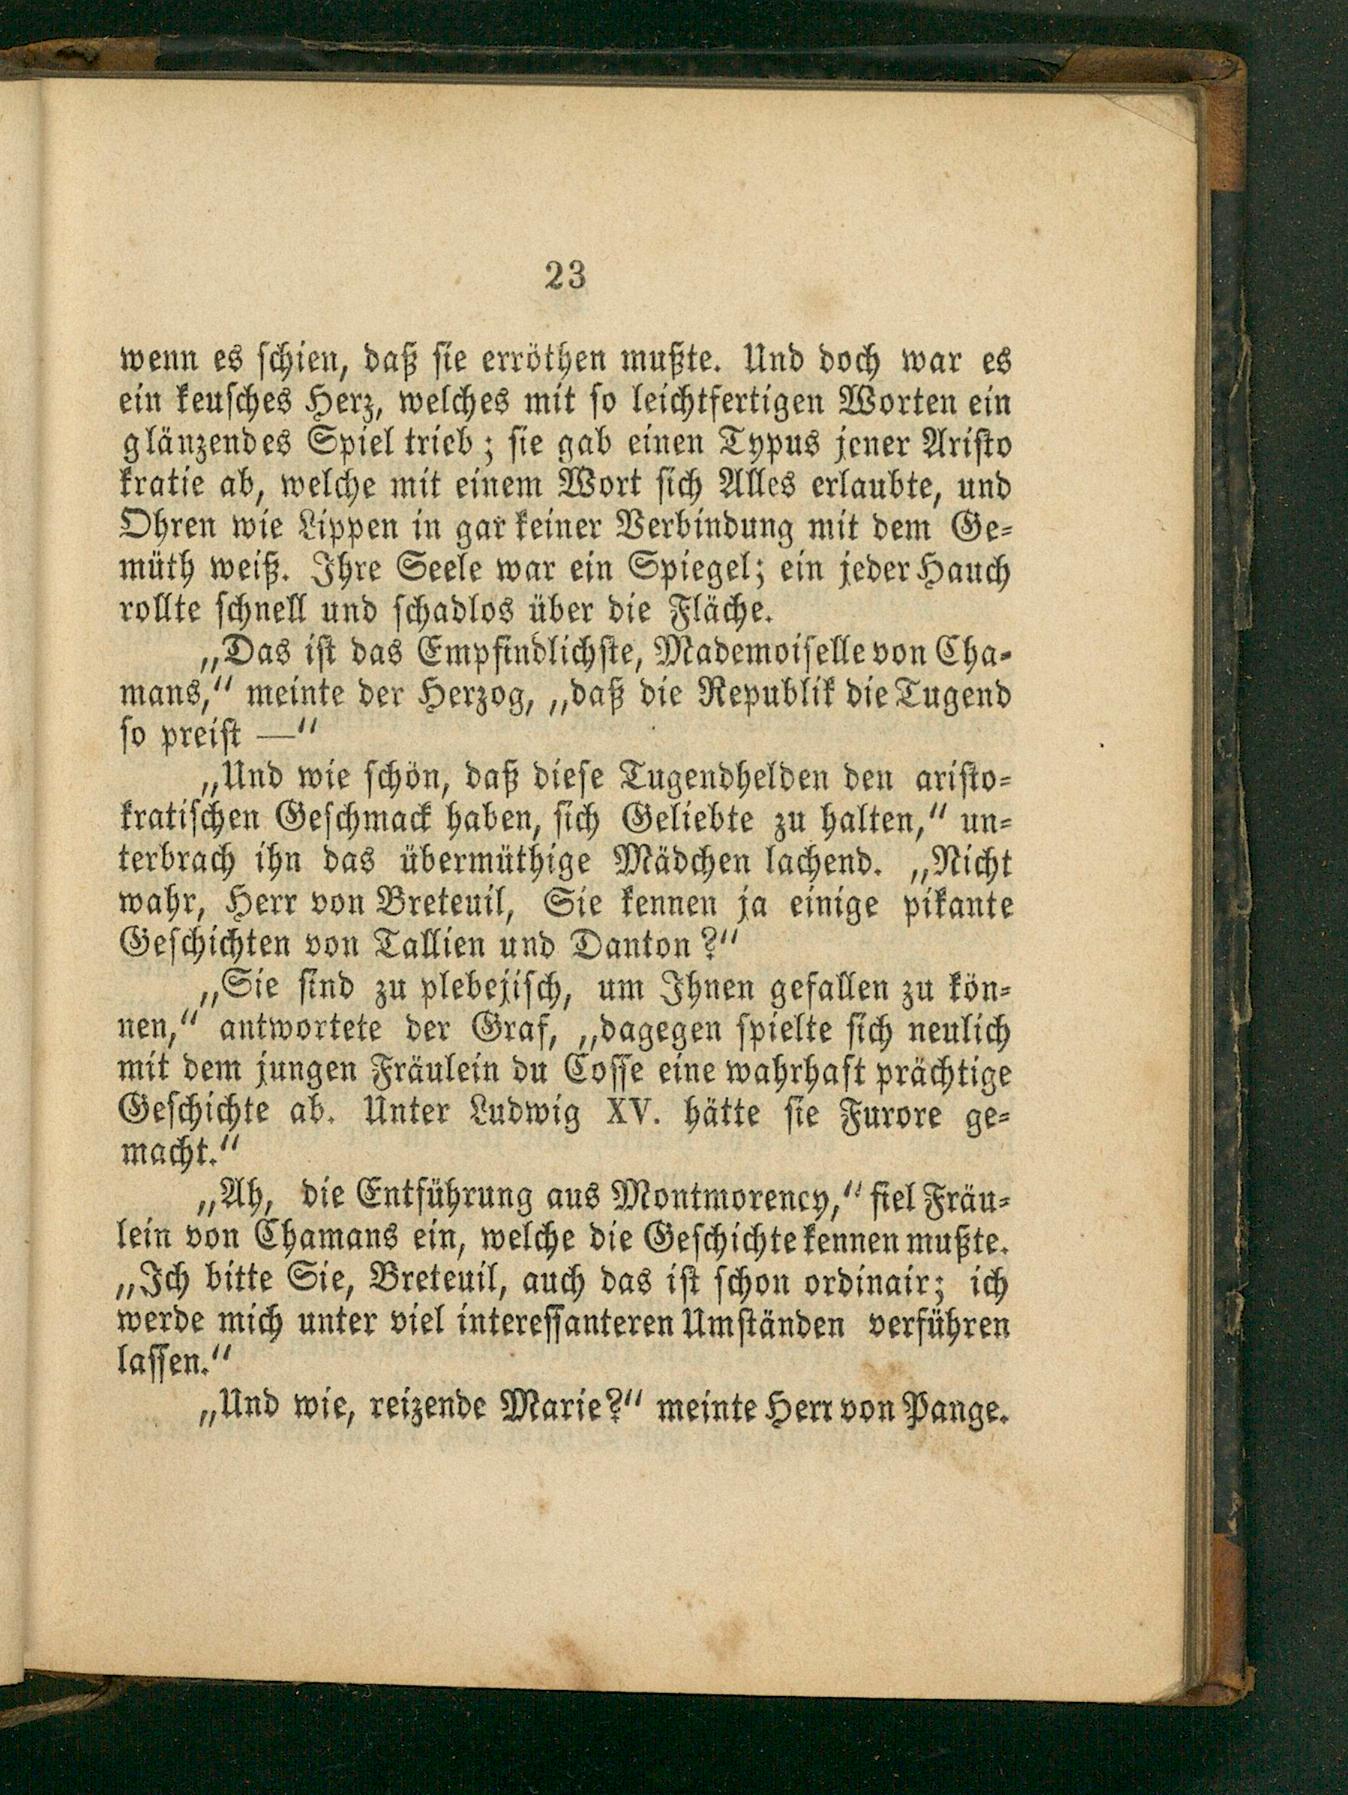 23
wenn es schien, daß sie erröthen mußte. Und doch war es
ein keusches Herz, welches mit so leichtfertigen Worten ein
glänzendes Spiel trieb; sie gab einen Typus jener Aristo
kratie ab, welche mit einem Wort sich Alles erlaubte, und
Ohren wie Lippen in gar keiner Verbindung mit dem Ge-
müth weiß. Ihre Seele war ein Spiegel; ein jeder Hauch
rollte schnell und schadlos über die Fläche.
„Das ist das Empfindlichste, Mademoiselle von Cha-
mans,“ meinte der Herzog, „daß die Republik die Tugend
so preist —“
„Und wie schön, daß diese Tugendhelden den aristo-
kratischen Geschmack haben, sich Geliebte zu halten,“ un-
terbrach ihn das übermüthige Mädchen lachend. „Nicht
wahr, Herr von Breteuil, Sie kennen ja einige pikante
Geschichten von Tallien und Danton?“
„Sie sind zu plebejisch, um Ihnen gefallen zu kön-
nen,“ antwortete der Graf, „dagegen spielte sich neulich
mit dem jungen Fräulein du Cosse eine wahrhaft prächtige
Geschichte ab. Unter Ludwig XV. hätte sie Furore ge-
macht.“
„Ah, die Entführung aus Montmorency,“ fiel Fräu-
lein von Chamans ein, welche die Geschichte kennen mußte.
„Ich bitte Sie, Breteuil, auch das ist schon ordinair; ich
werde mich unter viel interessanteren Umständen verführen
lassen.“
„Und wie, reizende Marie?“ meinte Herr von Pange.